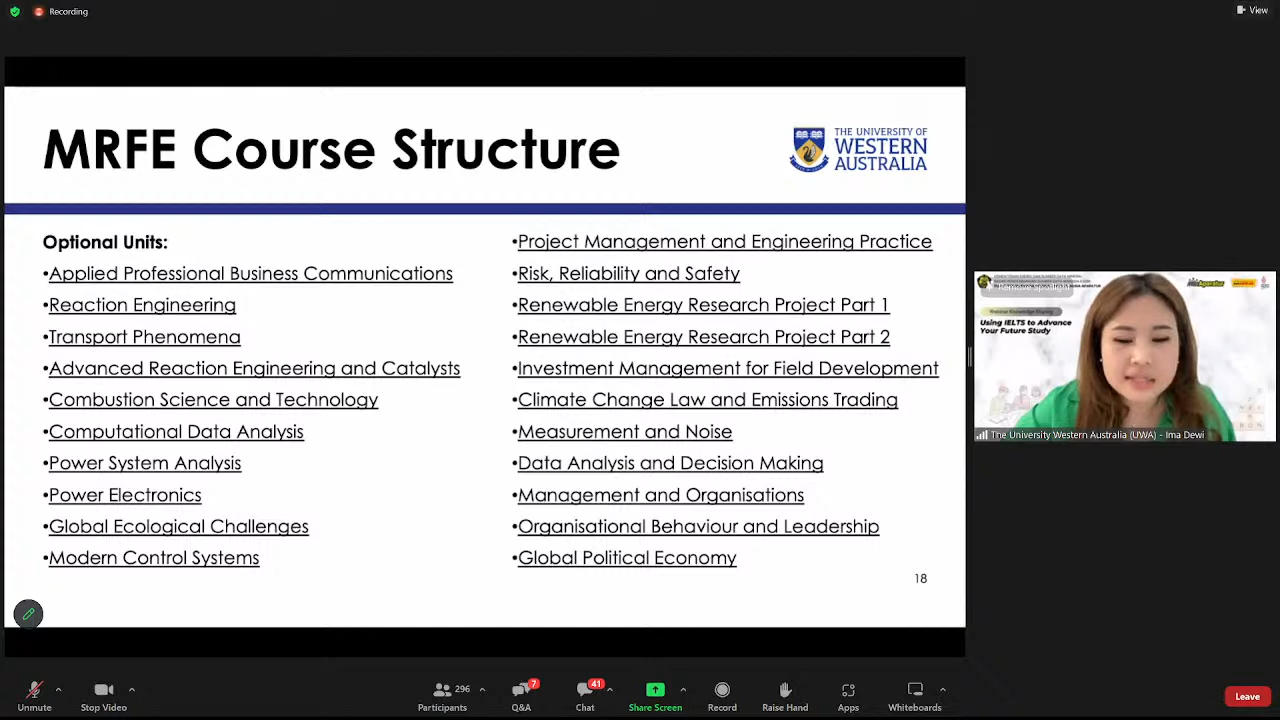 Recording
View
MRFE Course Structure
THE UNIVERSITY OF
WESTERN
AUSTRALIA
Optional Units:
•Applied Professional Business Communications
•Reaction Engineering
•Transport Phenomena
•Advanced Reaction Engineering and Catalysts
•Combustion Science and Technology
•Computational Data Analysis
•Power System Analysis
•Power Electronics
•Global Ecological Challenges
•Modern Control Systems
•Project Management and Engineering Practice
•Risk, Reliability and Safety
•Renewable Energy Research Project Part 1
•Renewable Energy Research Project Part 2
•Investment Management for Field Development
•Climate Change Law and Emissions Trading
•Measurement and Noise
•Data Analysis and Decision Making
•Management and Organisations
•Organisational Behaviour and Leadership
•Global Political Economy
18
Using IELTS to Advance
Your Future Study
The University Western Australia (UWA) - Ima Dewi
Unmute
Stop Video
296
Participants
7
Q&A
41
Chat
Share Screen
Record
Raise Hand
Apps
Whiteboards
Leave